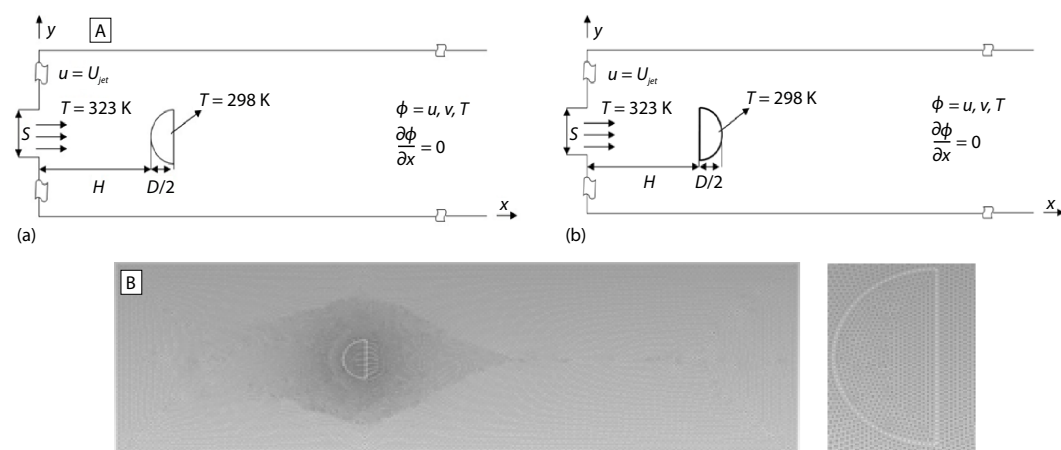 y
A
u = U_jet
T = 323 K
T = 298 K
S
ϕ = u, v, T
∂ϕ/∂x = 0
H
D/2
x
(a)
y
u = U_jet
T = 323 K
T = 298 K
S
ϕ = u, v, T
∂ϕ/∂x = 0
H
D/2
x
(b)
B